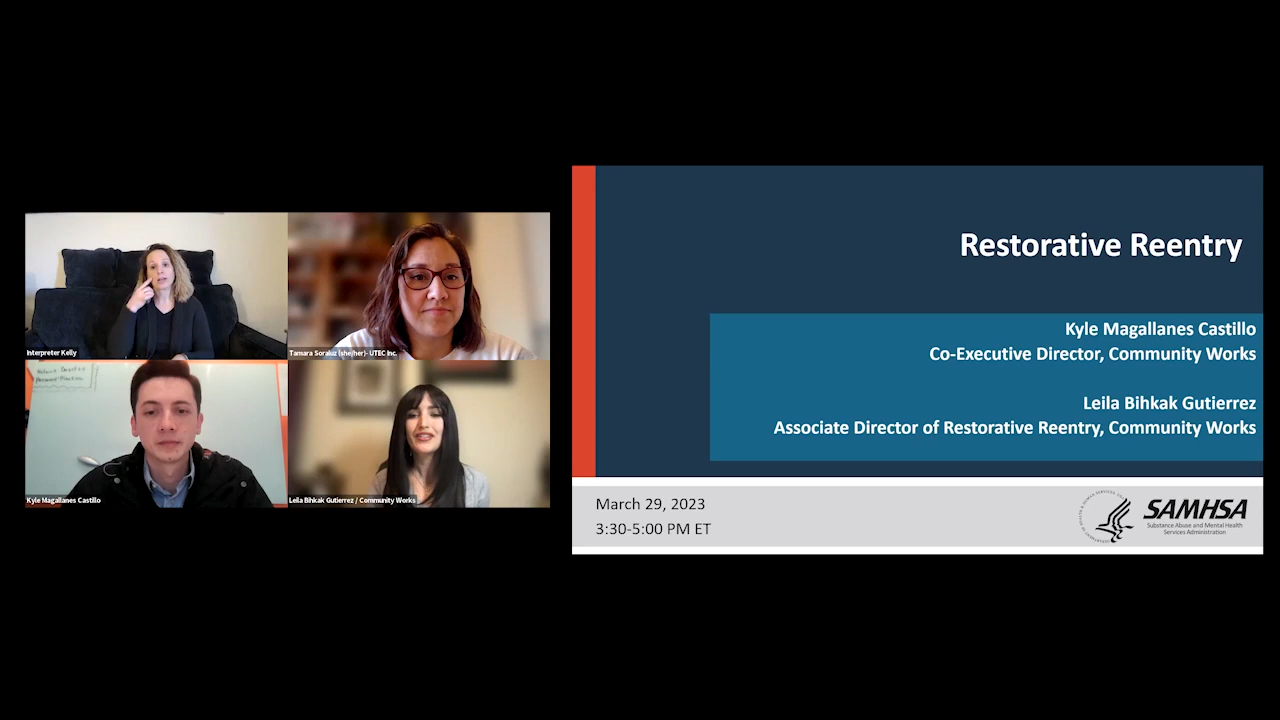 Interpreter Kelly
Tamara Soraluz (she/her)- UTEC Inc.
Kyle Magallanes Castillo
Leila Bihkak Gutierrez / Community Works
Restorative Reentry
Kyle Magallanes Castillo
Co-Executive Director, Community Works
Leila Bihkak Gutierrez
Associate Director of Restorative Reentry, Community Works
March 29, 2023
3:30-5:00 PM ET
SAMHSA
Substance Abuse and Mental Health
Services Administration